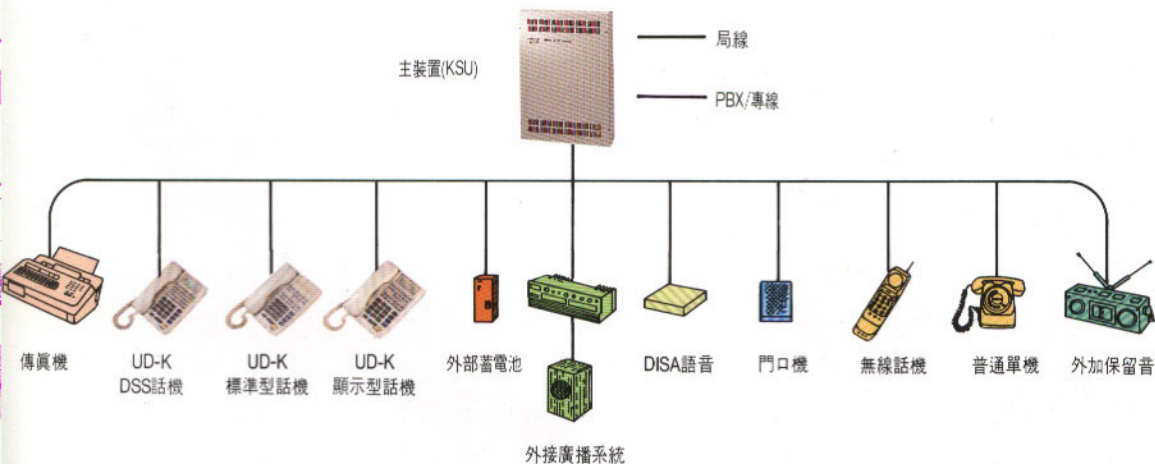 主裝置(KSU)
局線
PBX/專線
傳眞機
UD-K
DSS話機
UD-K
標準型話機
UD-K
顯示型話機
外部蓄電池
外接廣播系統
DISA語音
門口機
無線話機
普通單機
外加保留音